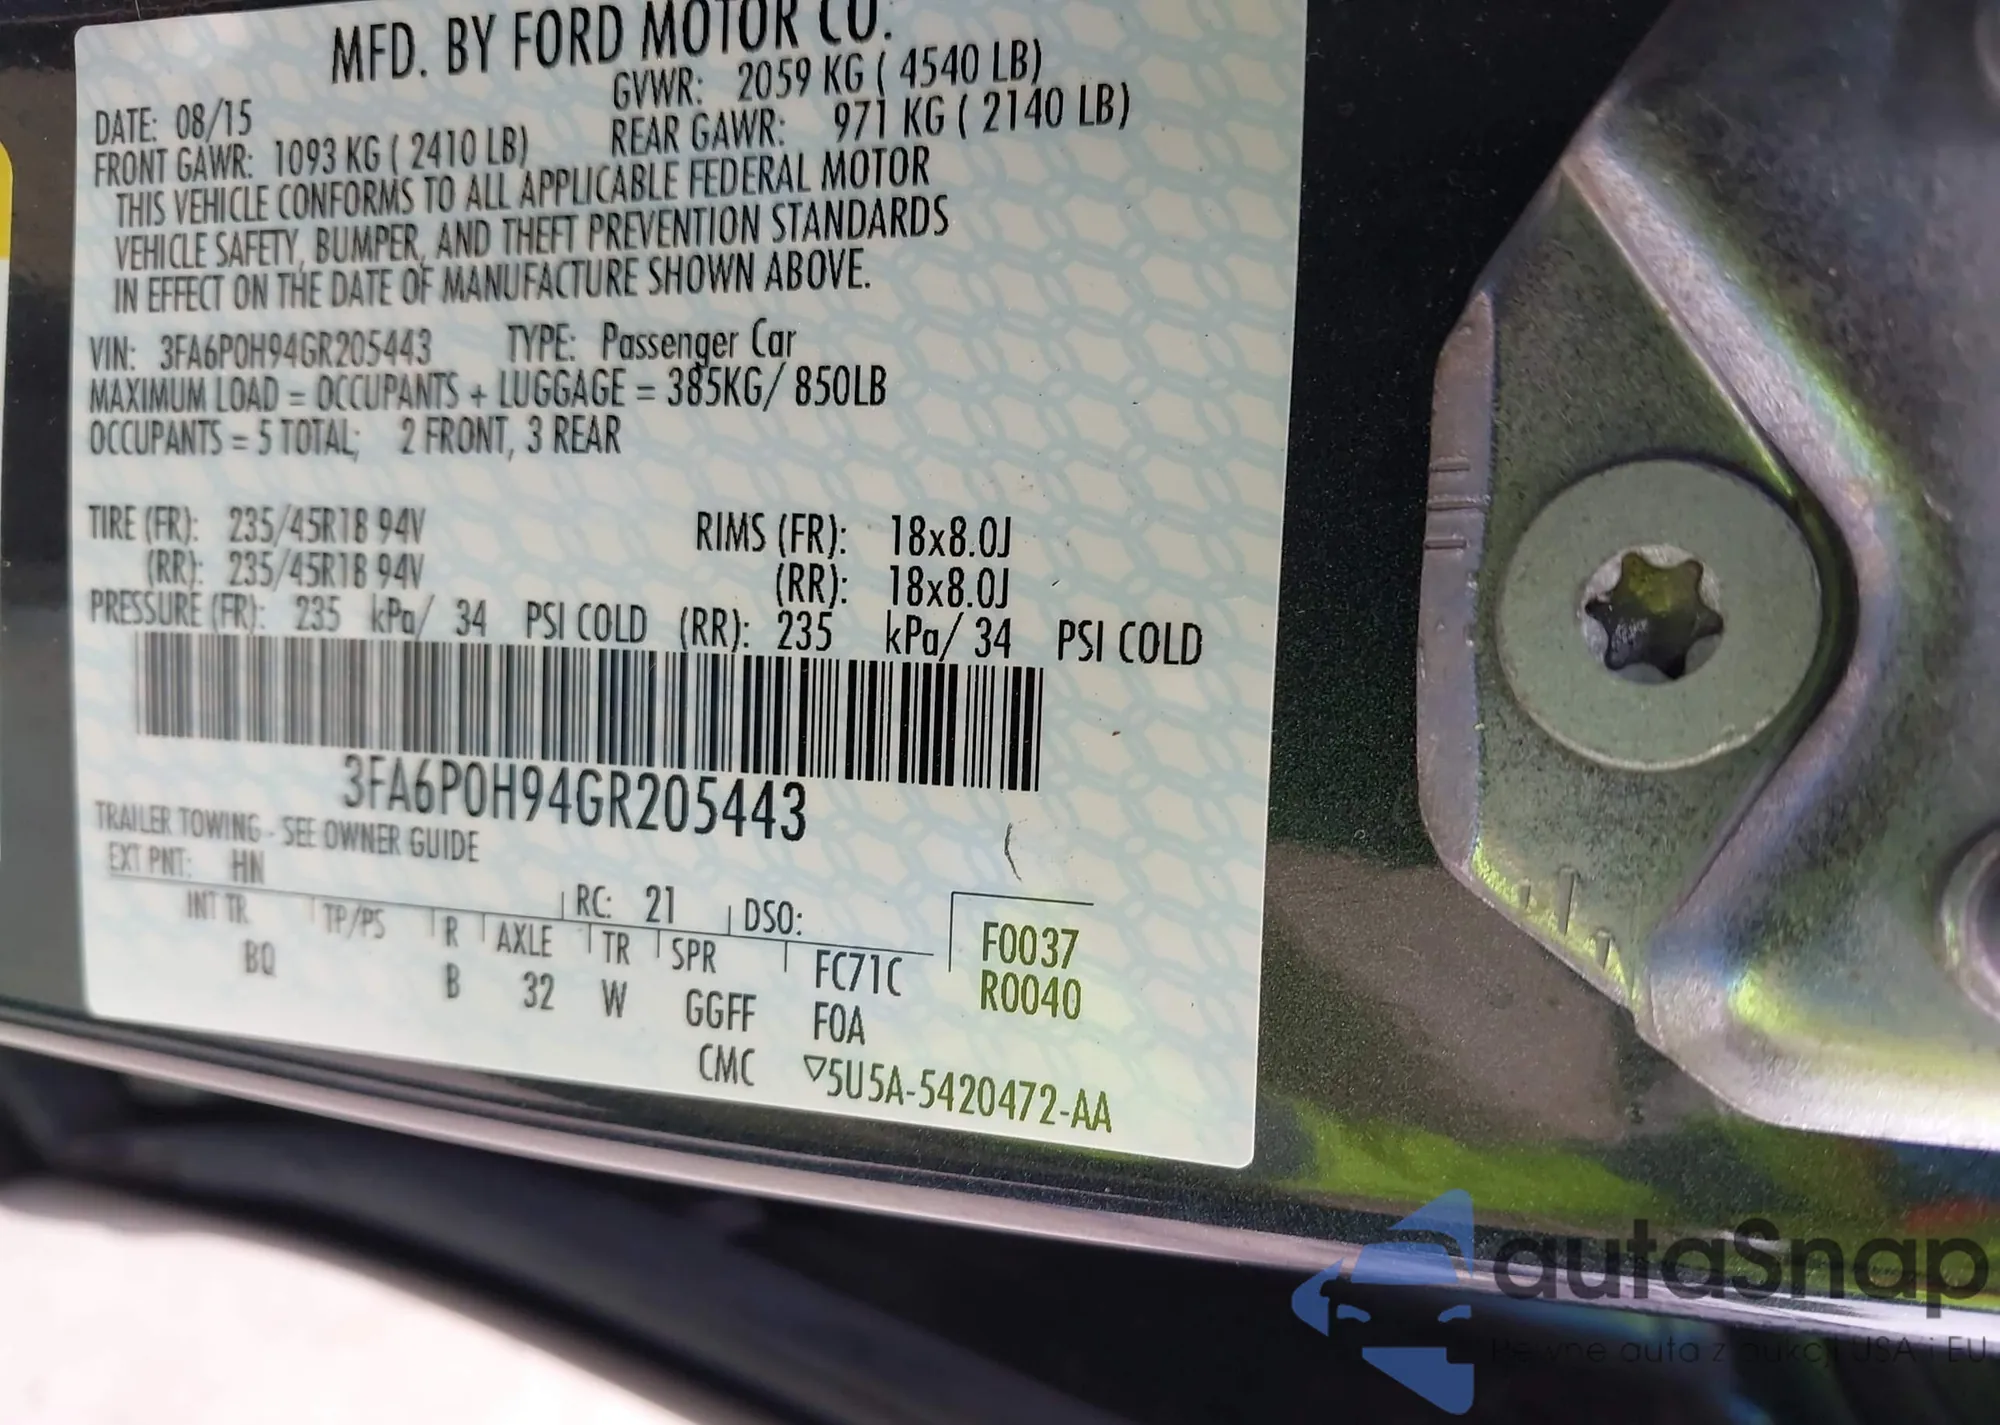 MFD. BY FORD MOTOR CO.
DATE: 08/15 GVWR: 2059 KG ( 4540 LB)
FRONT GAWR: 1093 KG ( 2410 LB) REAR GAWR: 971 KG ( 2140 LB)
THIS VEHICLE CONFORMS TO ALL APPLICABLE FEDERAL MOTOR
VEHICLE SAFETY, BUMPER, AND THEFT PREVENTION STANDARDS
IN EFFECT ON THE DATE OF MANUFACTURE SHOWN ABOVE.
VIN: 3FA6P0H94GR205443 TYPE: Passenger Car
MAXIMUM LOAD = OCCUPANTS + LUGGAGE = 385KG/ 850LB
OCCUPANTS = 5 TOTAL; 2 FRONT, 3 REAR
TIRE (FR): 235/45R18 94V RIMS (FR): 18x8.0J
(RR): 235/45R18 94V (RR): 18x8.0J
PRESSURE (FR): 235 kPa/ 34 PSI COLD (RR): 235 kPa/ 34 PSI COLD
3FA6P0H94GR205443
TRAILER TOWING - SEE OWNER GUIDE
EXT PNT: HN RC: 21 DSO: F0037
INT TR TP/PS R AXLE TR SPR FC71C R0040
BQ B 32 W GGFF F0A
CMC ▽5U5A-5420472-AA
autaSnap
Pewne auta z aukcji USA i EU